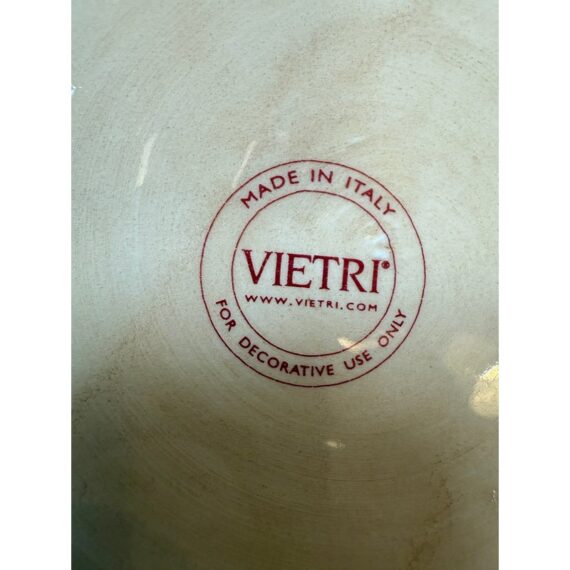 MADE IN ITALY
VIETRI®
WWW.VIETRI.COM
FOR DECORATIVE USE ONLY